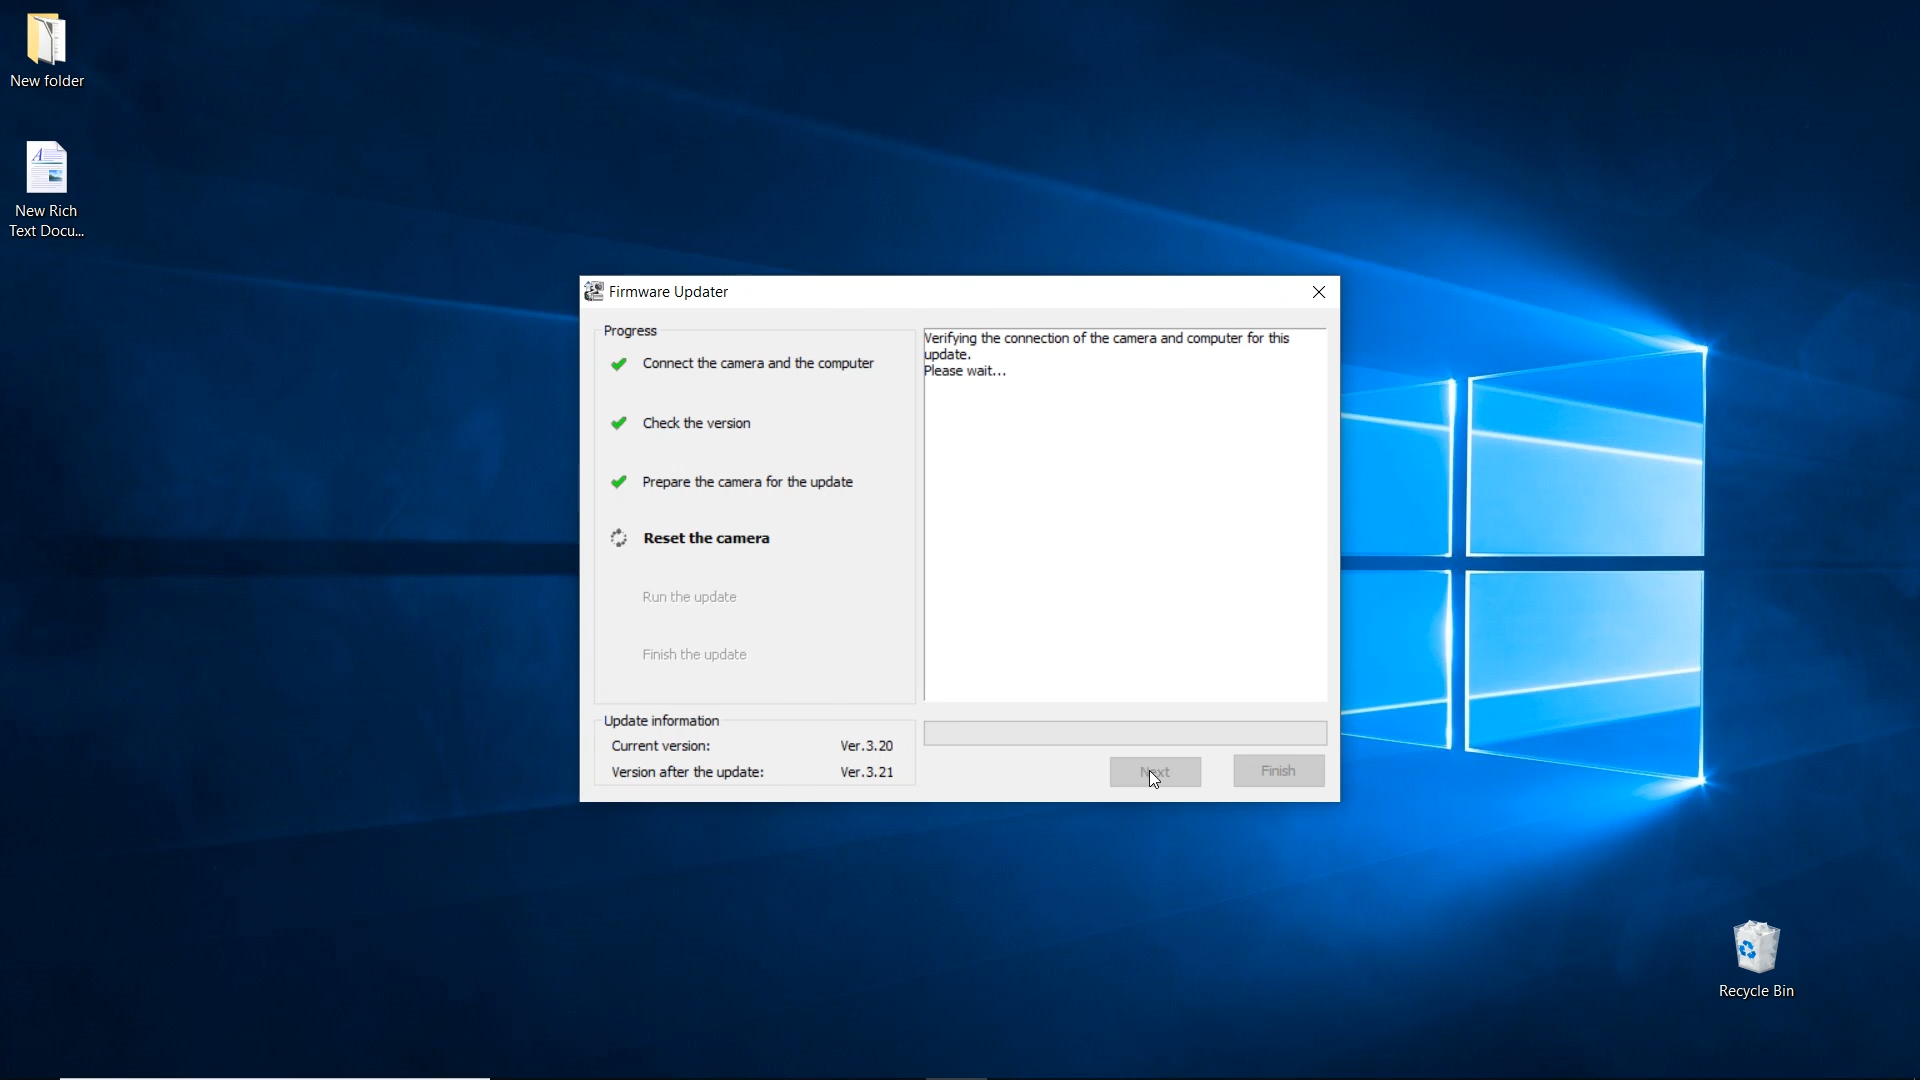 New folder
New Rich
Text Docu...
Firmware Updater
Progress
Connect the camera and the computer
Check the version
Prepare the camera for the update
Reset the camera
Run the update
Finish the update
Verifying the connection of the camera and computer for this
update.
Please wait...
Update information
Current version: Ver.3.20
Version after the update: Ver.3.21
Next
Finish
Recycle Bin